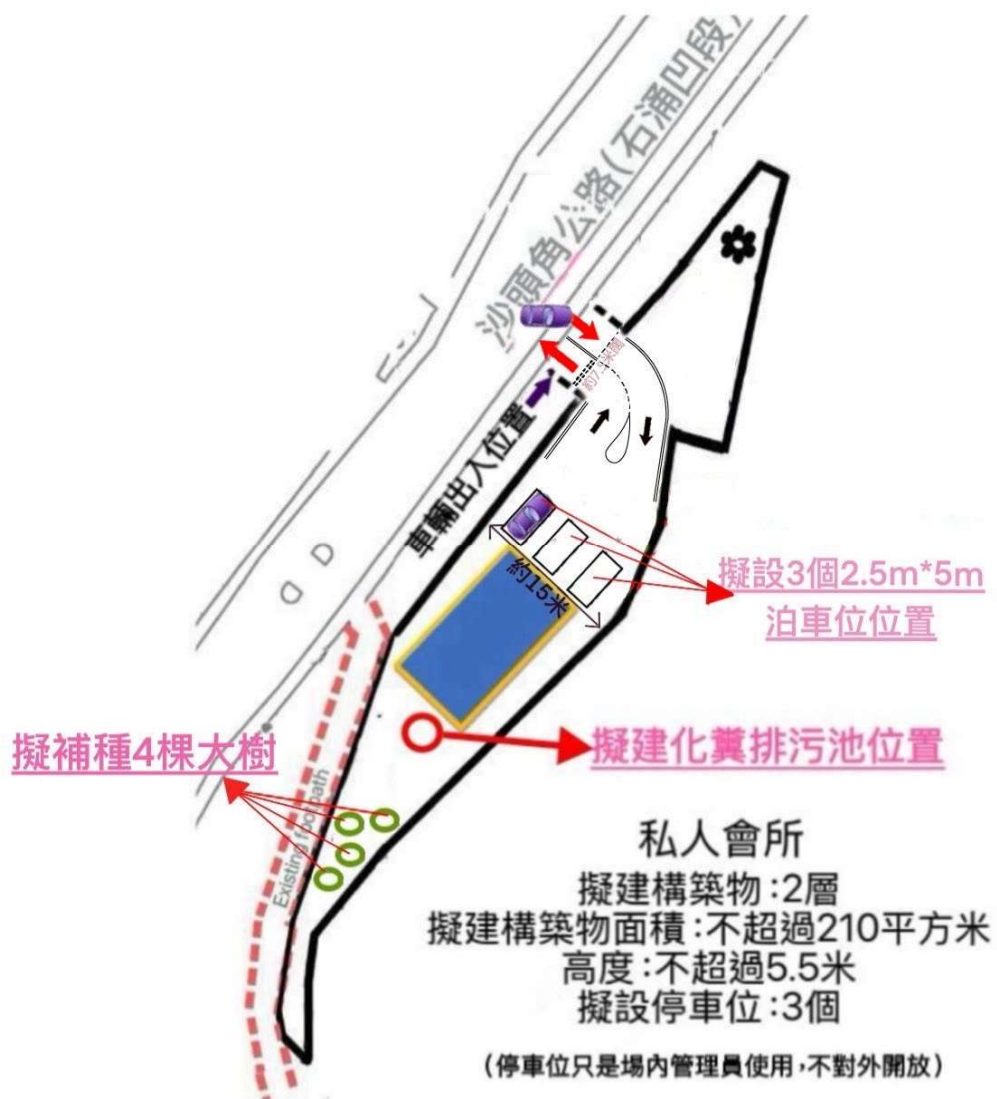 沙頭角公路(石涌凹段)
約7.3米闊
車輛出入位置
擬設3個2.5m*5m
泊車位位置
約15米
擬建化糞排污池位置
擬補種4棵大樹
Existing footpath
私人會所
擬建構築物:2層
擬建構築物面積:不超過210平方米
高度:不超過5.5米
擬設停車位:3個
(停車位只是場內管理員使用,不對外開放)